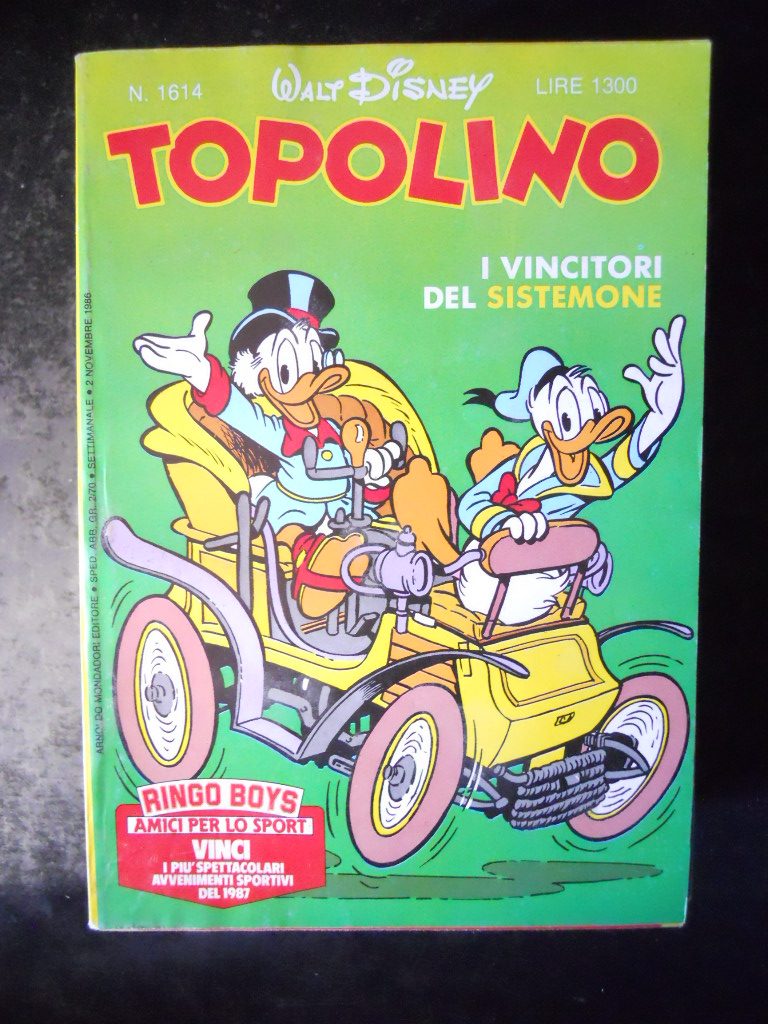 N. 1614
WALT DISNEY
LIRE 1300
TOPOLINO
I VINCITORI
DEL SISTEMONE
ARNOLDO MONDADORI EDITORE • SPED. ABB. GR. 2/70 • SETTIMANALE • 2 NOVEMBRE 1986
RINGO BOYS
AMICI PER LO SPORT
VINCI
I PIU' SPETTACOLARI
AVVENIMENTI SPORTIVI
DEL 1987